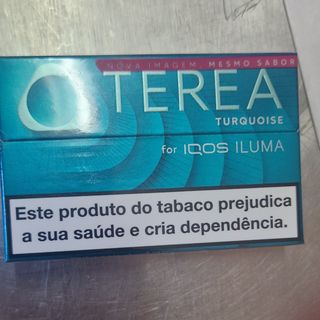 NOVA IMAGEM, MESMO SABOR
TEREA
TURQUOISE
for IQOS ILUMA
Este produto do tabaco prejudica
a sua saúde e cria dependência.